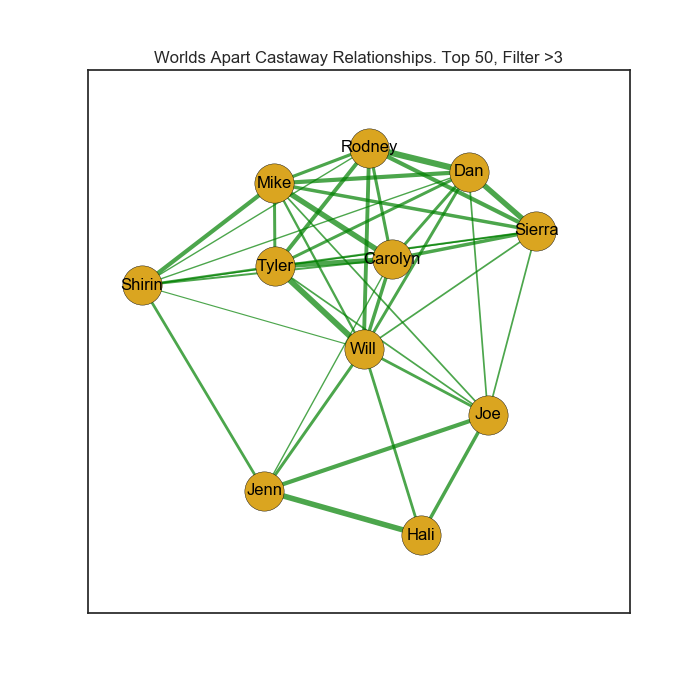 Worlds Apart Castaway Relationships. Top 50, Filter >3
Rodney
Dan
Mike
Sierra
Carolyn
Tyler
Shirin
Will
Joe
Jenn
Hali